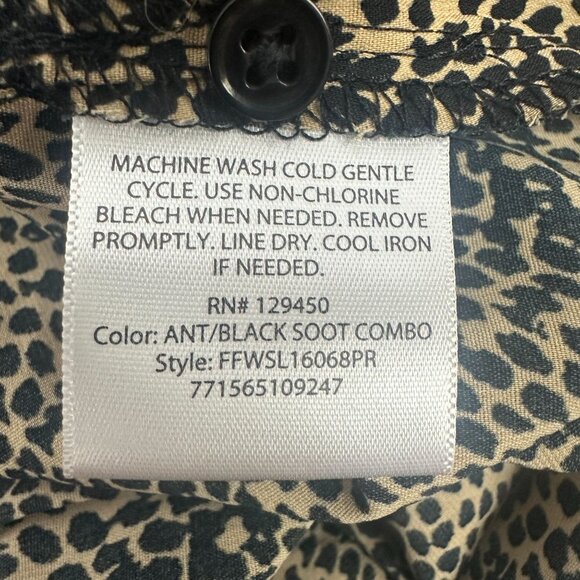 MACHINE WASH COLD GENTLE
CYCLE. USE NON-CHLORINE
BLEACH WHEN NEEDED. REMOVE
PROMPTLY. LINE DRY. COOL IRON
IF NEEDED.
RN# 129450
Color: ANT/BLACK SOOT COMBO
Style: FFWSL16068PR
771565109247